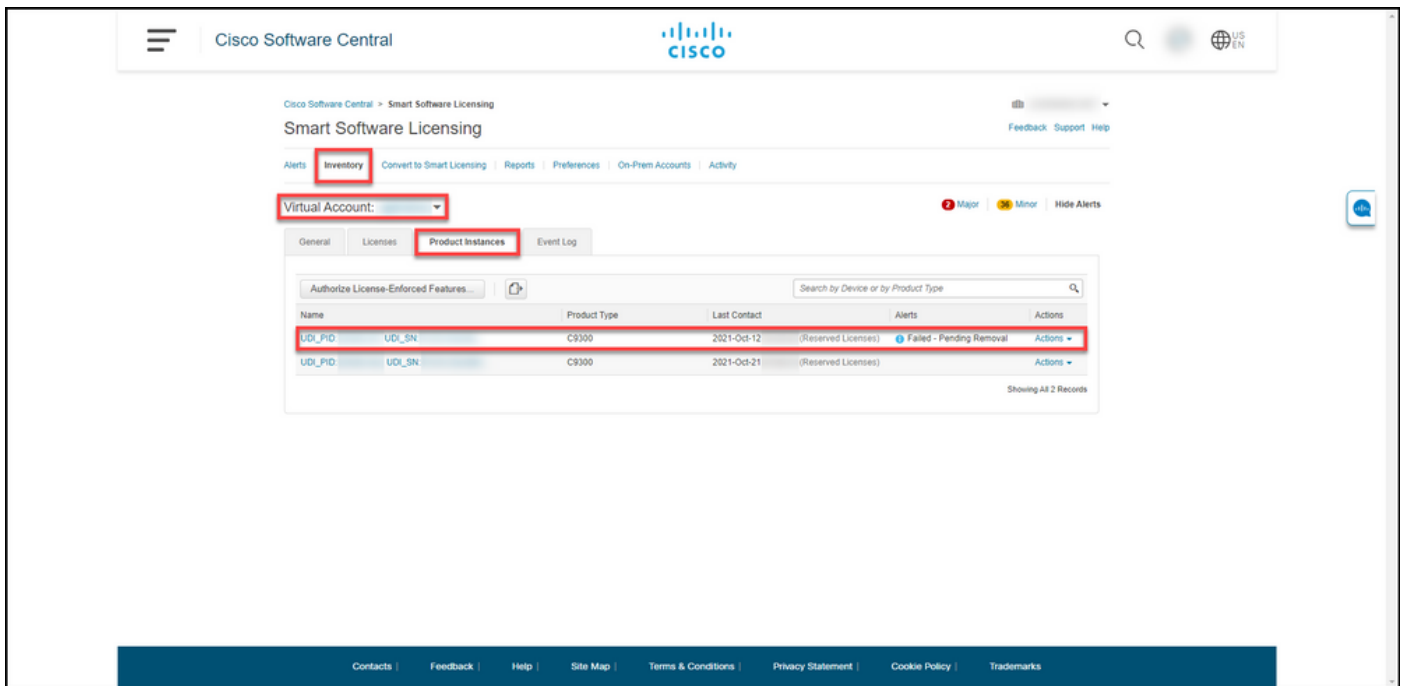 Cisco Software Central
CISCO
US
EN
Cisco Software Central > Smart Software Licensing
Smart Software Licensing
Feedback Support Help
Alerts Inventory Convert to Smart Licensing Reports Preferences On-Prem Accounts Activity
Virtual Account:
2 Major 36 Minor Hide Alerts
General Licenses Product Instances Event Log
Authorize License-Enforced Features... Search by Device or by Product Type
Name Product Type Last Contact Alerts Actions
UDI_PID: UDI_SN: C9300 2021-Oct-12 (Reserved Licenses) Failed - Pending Removal Actions
UDI_PID: UDI_SN: C9300 2021-Oct-21 (Reserved Licenses) Actions
Showing All 2 Records
Contacts | Feedback | Help | Site Map | Terms & Conditions | Privacy Statement | Cookie Policy | Trademarks